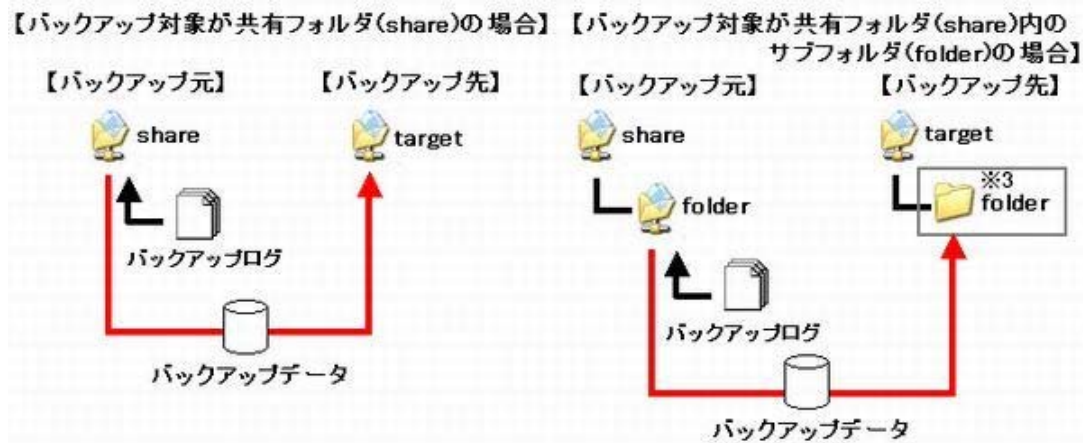 【バックアップ対象が共有フォルダ(share)の場合】
【バックアップ元】
【バックアップ先】
share
target
バックアップログ
バックアップデータ
【バックアップ対象が共有フォルダ(share)内の
サブフォルダ(folder)の場合】
【バックアップ元】
【バックアップ先】
share
target
folder
※3
folder
バックアップログ
バックアップデータ